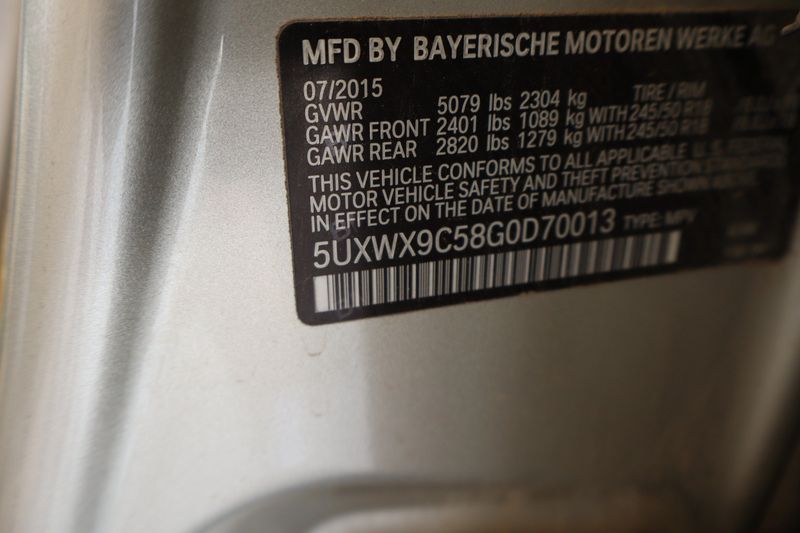 MFD BY BAYERISCHE MOTOREN WERKE AG
07/2015 TIRE / RIM
GVWR 5079 lbs 2304 kg
GAWR FRONT 2401 lbs 1089 kg WITH 245/50 R18
GAWR REAR 2820 lbs 1279 kg WITH 245/50 R18
THIS VEHICLE CONFORMS TO ALL APPLICABLE U.S. FEDERAL
MOTOR VEHICLE SAFETY AND THEFT PREVENTION STANDARDS
IN EFFECT ON THE DATE OF MANUFACTURE SHOWN ABOVE.
5UXWX9C58G0D70013 TYPE: MPV